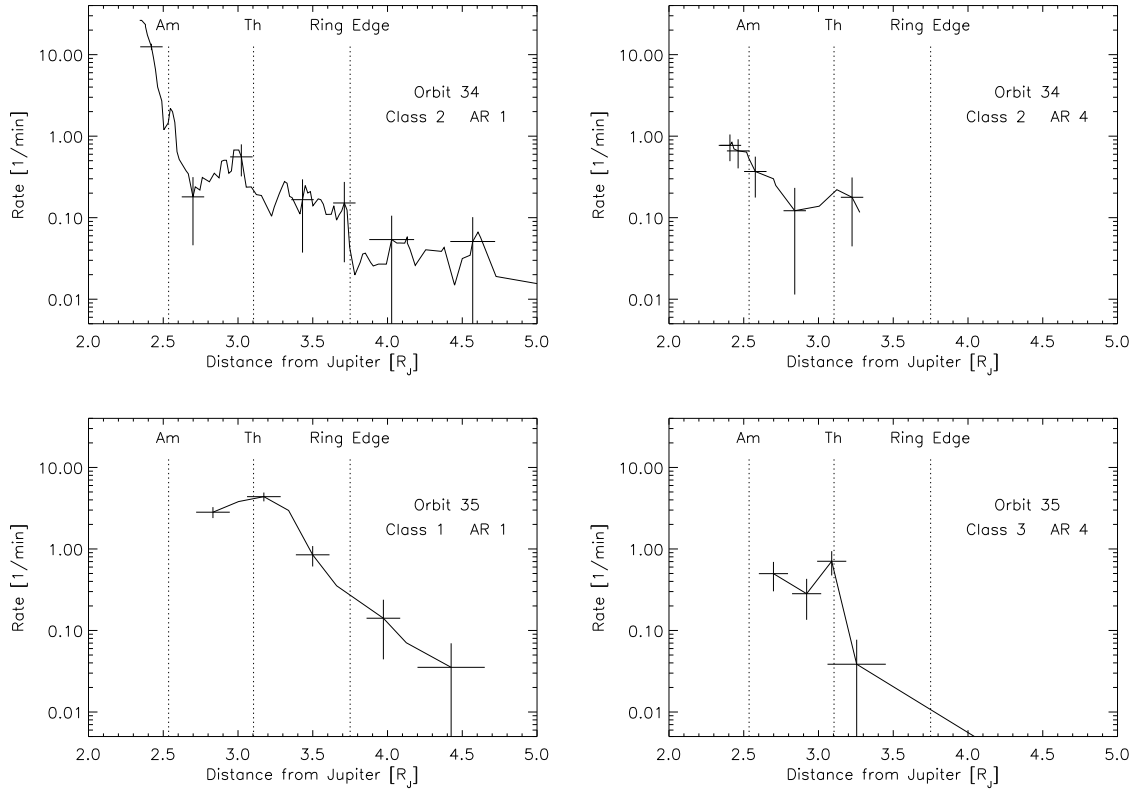 Am Th Ring Edge
Orbit 34
Class 2 AR 1
Rate [1/min]
10.00
1.00
0.10
0.01
2.0 2.5 3.0 3.5 4.0 4.5 5.0
Distance from Jupiter [R_J]
Am Th Ring Edge
Orbit 34
Class 2 AR 4
Rate [1/min]
10.00
1.00
0.10
0.01
2.0 2.5 3.0 3.5 4.0 4.5 5.0
Distance from Jupiter [R_J]
Am Th Ring Edge
Orbit 35
Class 1 AR 1
Rate [1/min]
10.00
1.00
0.10
0.01
2.0 2.5 3.0 3.5 4.0 4.5 5.0
Distance from Jupiter [R_J]
Am Th Ring Edge
Orbit 35
Class 3 AR 4
Rate [1/min]
10.00
1.00
0.10
0.01
2.0 2.5 3.0 3.5 4.0 4.5 5.0
Distance from Jupiter [R_J]